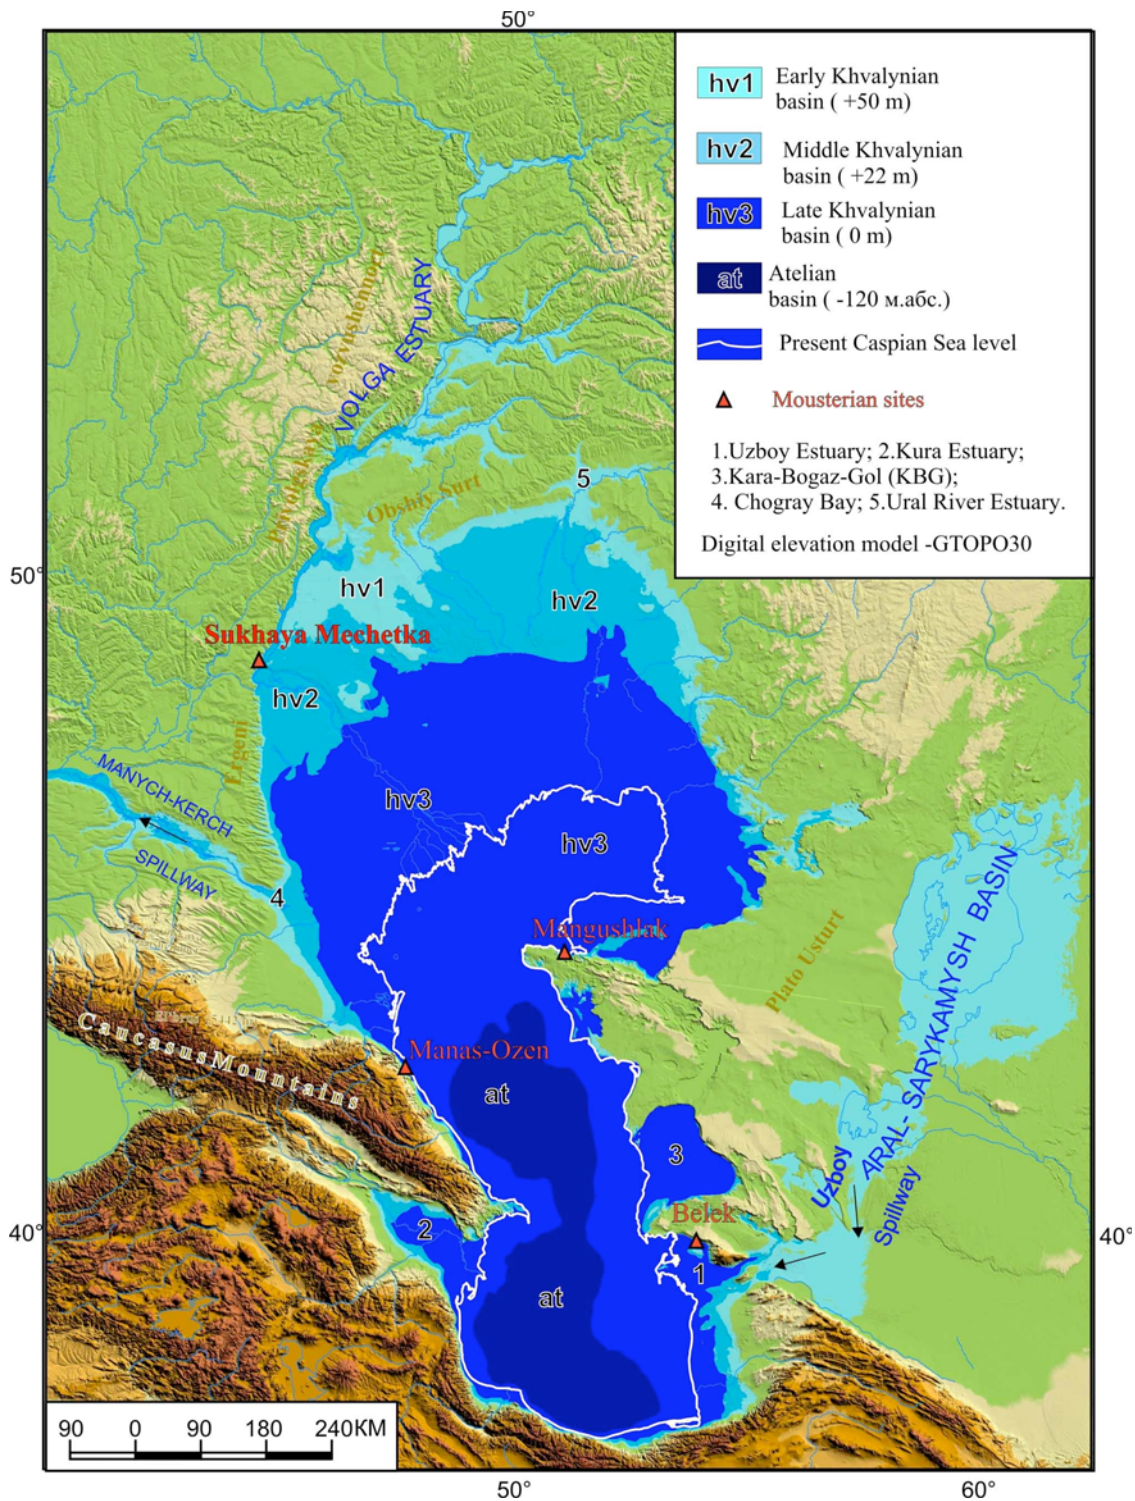 50°
hv1 Early Khvalynian
basin ( +50 m)
hv2 Middle Khvalynian
basin ( +22 m)
hv3 Late Khvalynian
basin ( 0 m)
at Atelian
basin ( -120 м.абс.)
Present Caspian Sea level
Mousterian sites
1.Uzboy Estuary; 2.Kura Estuary;
3.Kara-Bogaz-Gol (KBG);
4. Chogray Bay; 5.Ural River Estuary.
Digital elevation model -GTOPO30
VOLGA ESTUARY
5
Obshiy Surt
50°
hv1
hv2
Sukhaya Mechetka
hv2
Ergeni
MANYCH-KERCH
SPILLWAY
hv3
hv3
4
Mangushlak
Plato Usturt
ARAL- SARYKAMYSH BASIN
Caucasus Mountains
Manas-Ozen
at
3
Uzboy
Spillway
Belek
2
40°
40°
1
at
90 0 90 180 240KM
50°
60°